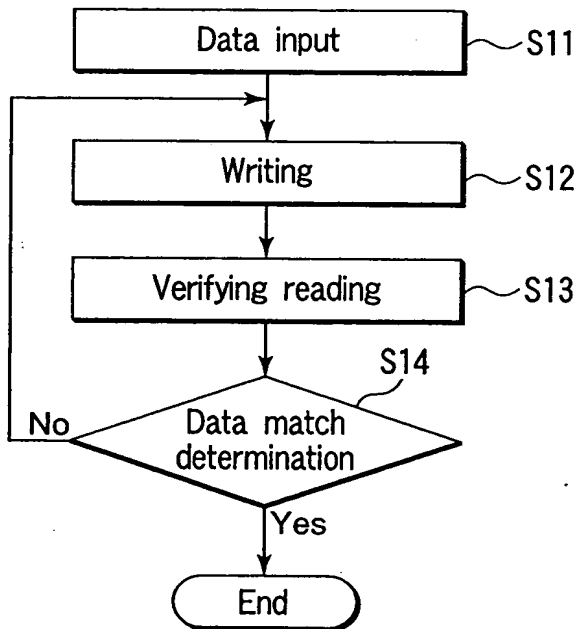 Data input
S11
Writing
S12
Verifying reading
S13
S14
No
Data match
determination
Yes
End